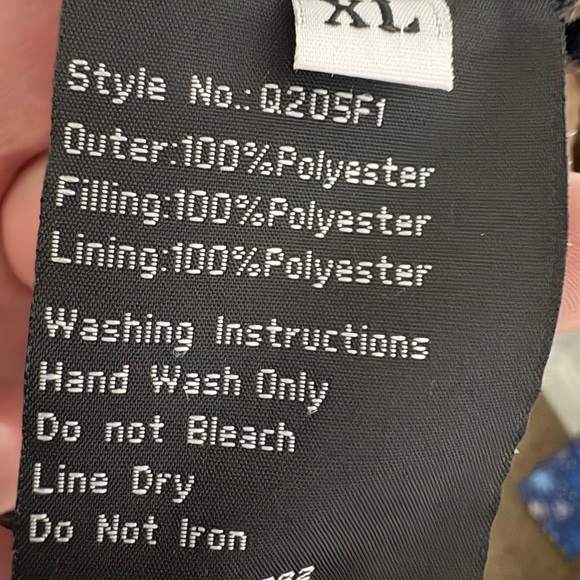 XL
Style No.:Q205F1
Outer:100%Polyester
Filling:100%Polyester
Lining:100%Polyester
Washing Instructions
Hand Wash Only
Do not Bleach
Line Dry
Do Not Iron